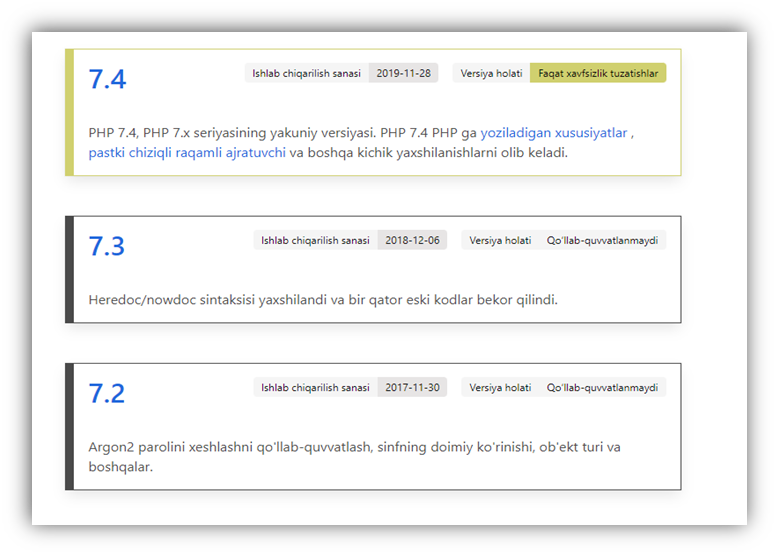 7.4 Ishlab chiqarilish sanasi 2019-11-28 Versiya holati Faqat xavfsizlik tuzatishlar
PHP 7.4, PHP 7.x seriyasining yakuniy versiyasi. PHP 7.4 PHP ga yoziladigan xususiyatlar ,
pastki chiziqli raqamli ajratuvchi va boshqa kichik yaxshilanishlarni olib keladi.
7.3 Ishlab chiqarilish sanasi 2018-12-06 Versiya holati Qo'llab-quvvatlanmaydi
Heredoc/nowdoc sintaksisi yaxshilandi va bir qator eski kodlar bekor qilindi.
7.2 Ishlab chiqarilish sanasi 2017-11-30 Versiya holati Qo'llab-quvvatlanmaydi
Argon2 parolini xeshlashni qo'llab-quvvatlash, sinfning doimiy ko'rinishi, ob'ekt turi va
boshqalar.